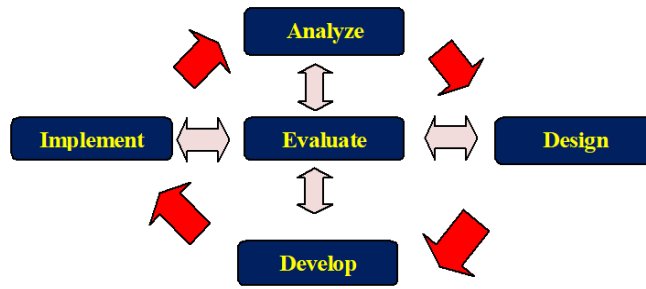 Analyze
Implement
Evaluate
Design
Develop